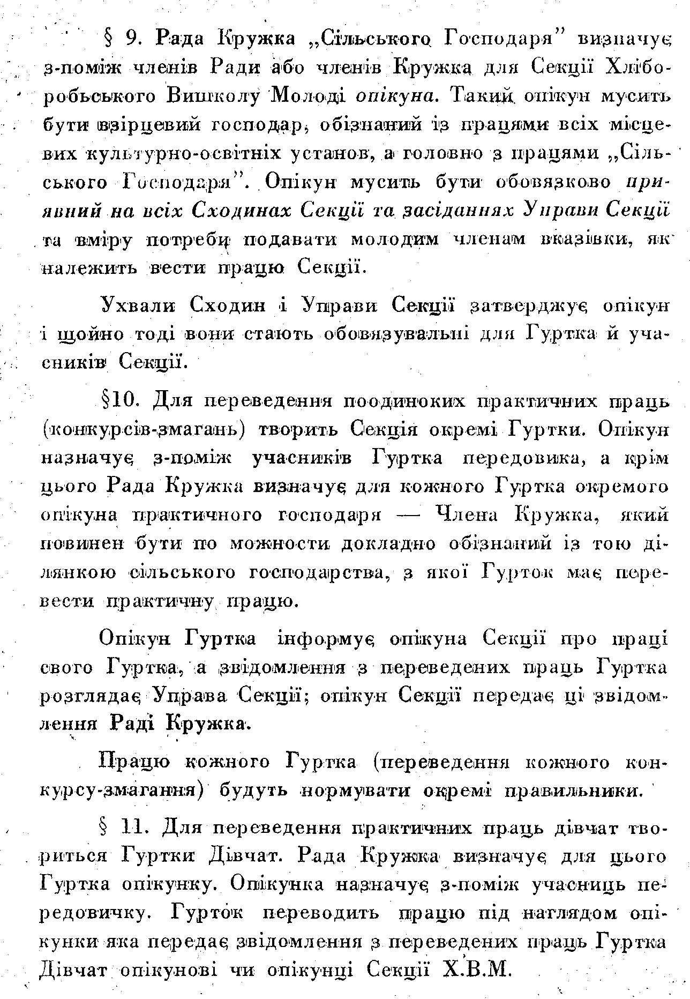 § 9. Рада Кружка „Сільського Господаря” визначує
з-поміж членів Ради або членів Кружка для Секції Хлібо-
робського Вишколу Молоді опікуна. Такий опікун мусить
бути взірцевий господар, обізнаний із працями всіх місце-
вих культурно-освітніх установ, а головно з працями „Сіль-
ського Господаря”. Опікун мусить бути обовязково при-
явний на всіх Сходинах Секції та засіданнях Управи Секції
та вміру потреби подавати молодим членам вказівки, як
належить вести працю Секції.
Ухвали Сходин і Управи Секції затверджує опікун
і щойно тоді вони стають обовязувальні для Гуртка й уча-
сників Секції.
§10. Для переведення поодиноких практичних праць
(конкурсів-змагань) творить Секція окремі Гуртки. Опікун
назначує з-поміж учасників Гуртка передовика, а крім
цього Рада Кружка визначує для кожного Гуртка окремого
опікуна практичного господаря — Члена Кружка, який
повинен бути по можности докладно обізнаний із тою ді-
лянкою сільського господарства, з якої Гурток має пере-
вести практичну працю.
Опікун Гуртка інформує опікуна Секції про праці
свого Гуртка, а звідомлення з переведених праць Гуртка
розглядає Управа Секції; опікун Секції передає ці звідом-
лення Раді Кружка.
Працю кожного Гуртка (переведення кожного кон-
курсу-змагання) будуть нормувати окремі правильники.
§ 11. Для переведення практичних праць дівчат тво-
риться Гуртки Дівчат. Рада Кружка визначує для цього
Гуртка опікунку. Опікунка назначує з-поміж учасниць пе-
редовичку. Гурток переводить працю під наглядом опі-
кунки яка передає звідомлення з переведених праць Гуртка
Дівчат опікунові чи опікунці Секції Х.В.М.